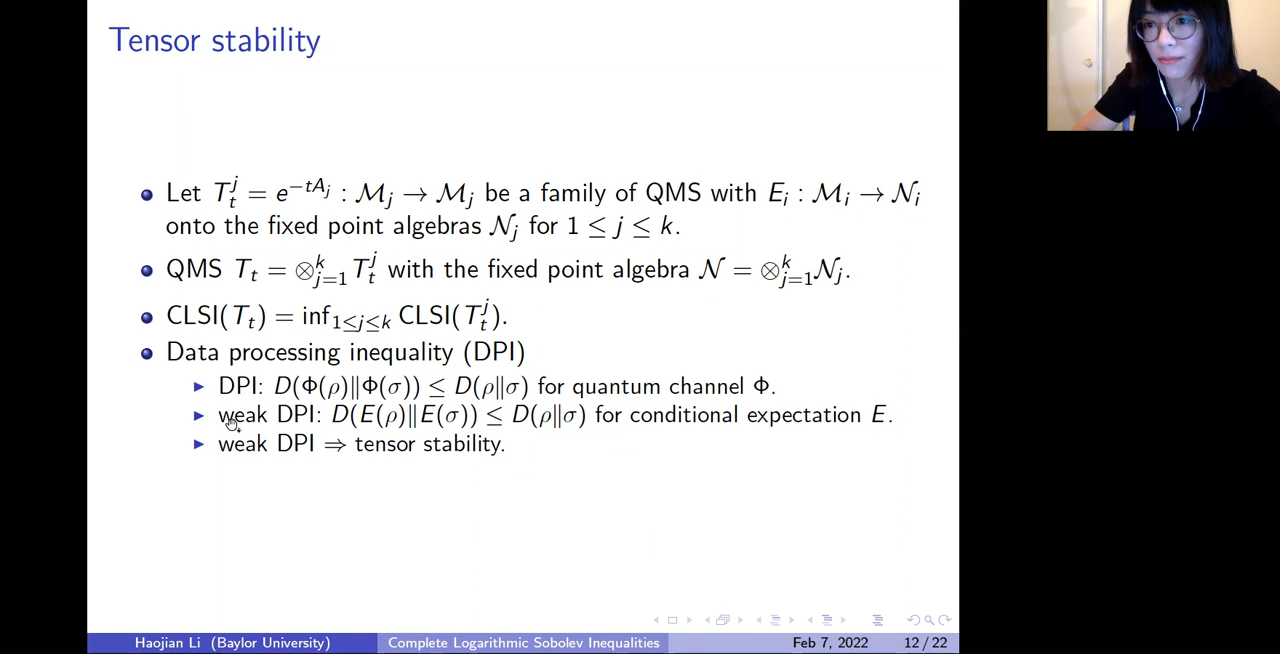 Tensor stability
Let T_t^j = e^{−tA_j} : ℳ_j → ℳ_j be a family of QMS with E_i : ℳ_i → 𝒩_i
onto the fixed point algebras 𝒩_j for 1 ≤ j ≤ k.
QMS T_t = ⊗_{j=1}^k T_t^j with the fixed point algebra 𝒩 = ⊗_{j=1}^k 𝒩_j.
CLSI(T_t) = inf_{1≤j≤k} CLSI(T_t^j).
Data processing inequality (DPI)
DPI: D(Φ(ρ)‖Φ(σ)) ≤ D(ρ‖σ) for quantum channel Φ.
weak DPI: D(E(ρ)‖E(σ)) ≤ D(ρ‖σ) for conditional expectation E.
weak DPI ⇒ tensor stability.
Haojian Li (Baylor University) Complete Logarithmic Sobolev Inequalities Feb 7, 2022 12 / 22